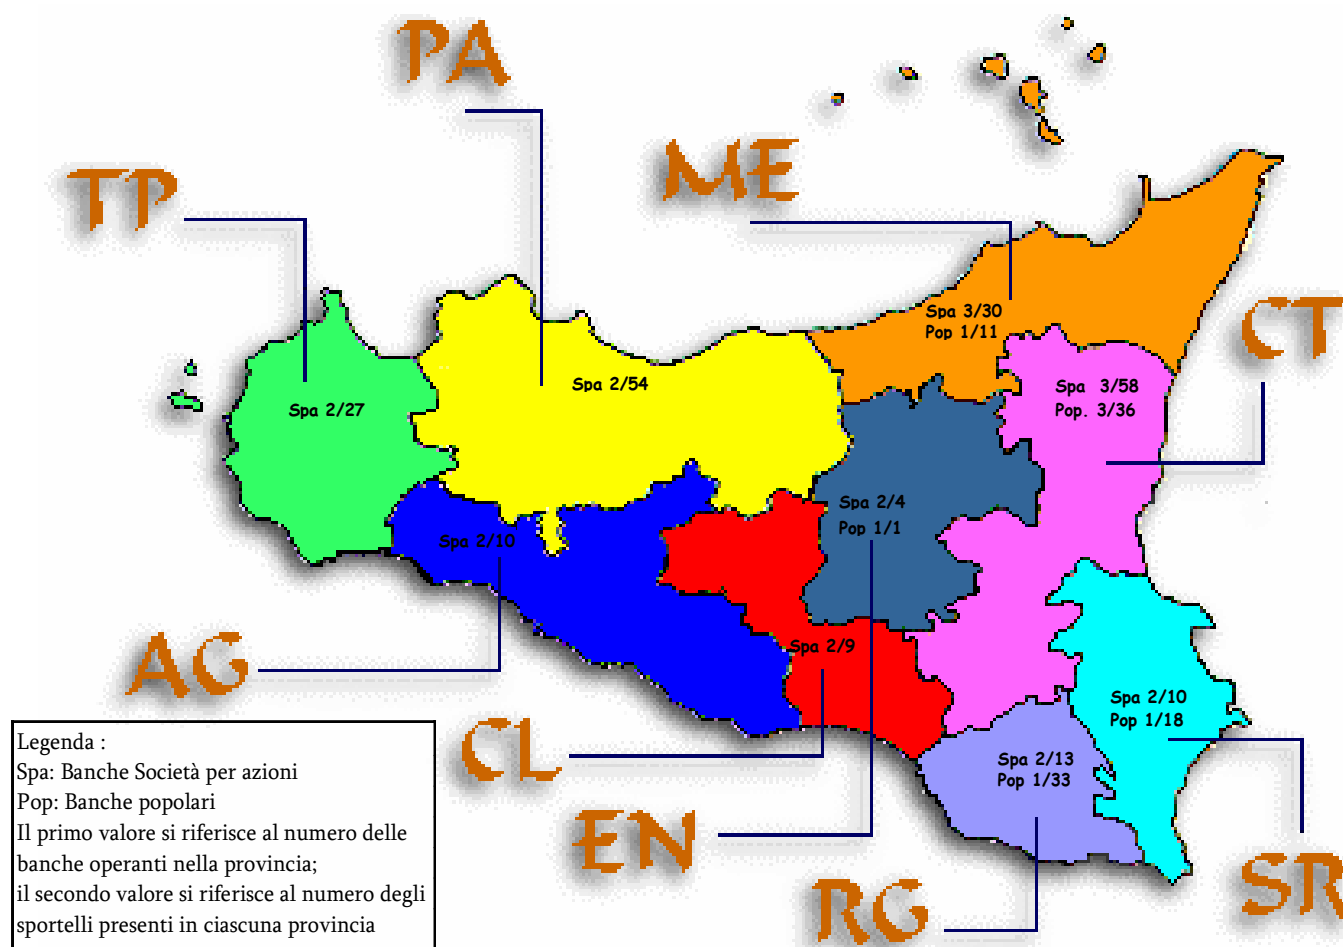 PA
TP
ME
CT
Spa 3/30
Pop 1/11
Spa 2/54
Spa 3/58
Pop. 3/36
Spa 2/27
Spa 2/4
Pop 1/1
Spa 2/10
Spa 2/9
AG
Spa 2/10
Pop 1/18
CL
Spa 2/13
Pop 1/33
EN
RG
SR
Legenda :
Spa: Banche Società per azioni
Pop: Banche popolari
Il primo valore si riferisce al numero delle
banche operanti nella provincia;
il secondo valore si riferisce al numero degli
sportelli presenti in ciascuna provincia